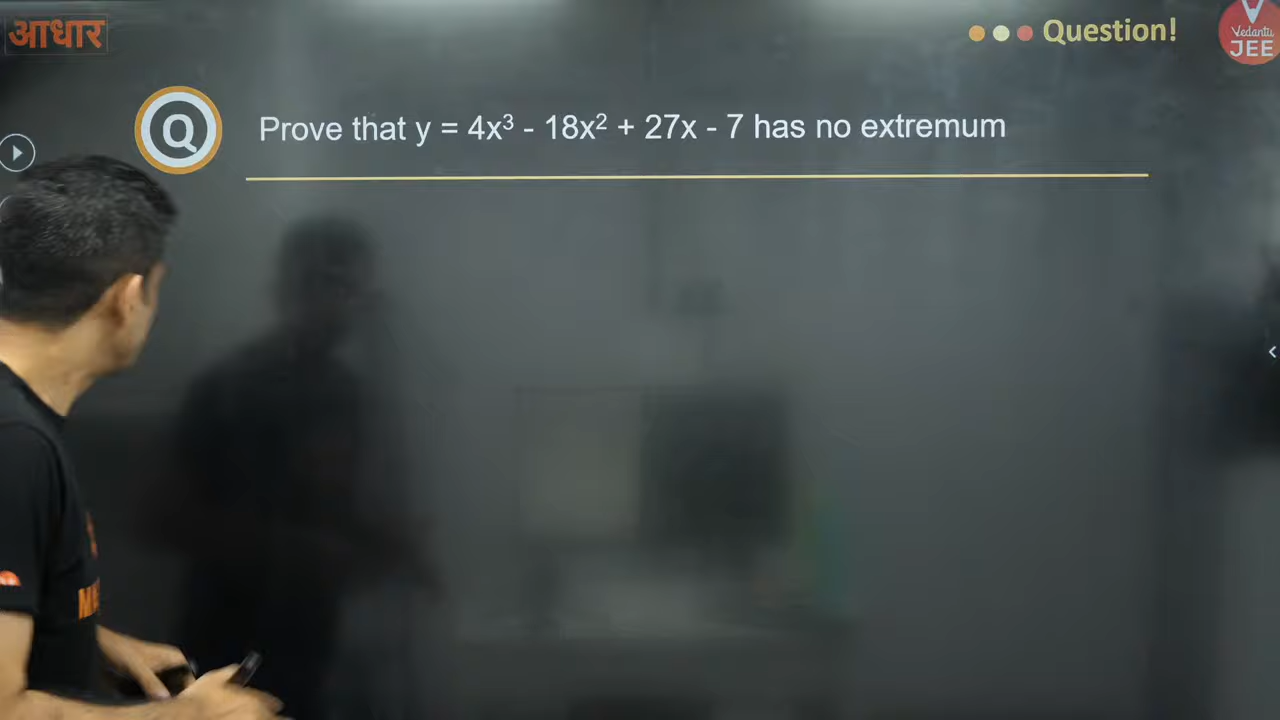 आधार
Question!
Vedantu
JEE
Q
Prove that y = 4x³ - 18x² + 27x - 7 has no extremum